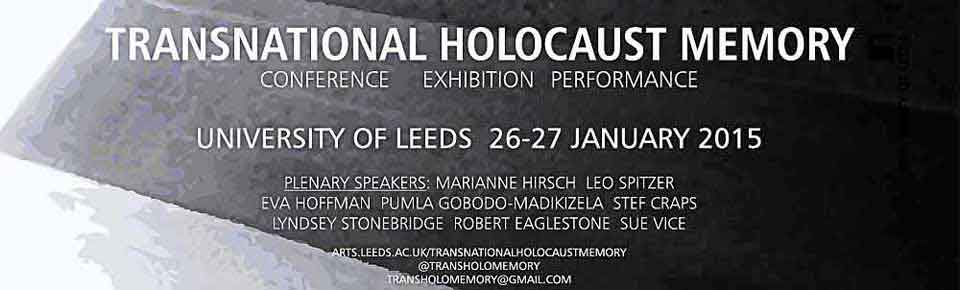 TRANSNATIONAL HOLOCAUST MEMORY
CONFERENCE EXHIBITION PERFORMANCE
UNIVERSITY OF LEEDS 26-27 JANUARY 2015
PLENARY SPEAKERS: MARIANNE HIRSCH LEO SPITZER
EVA HOFFMAN PUMLA GOBODO-MADIKIZELA STEF CRAPS
LYNDSEY STONEBRIDGE ROBERT EAGLESTONE SUE VICE
ARTS.LEEDS.AC.UK/TRANSNATIONALHOLOCAUSTMEMORY
@TRANSHOLOMEMORY
TRANSHOLOMEMORY@GMAIL.COM